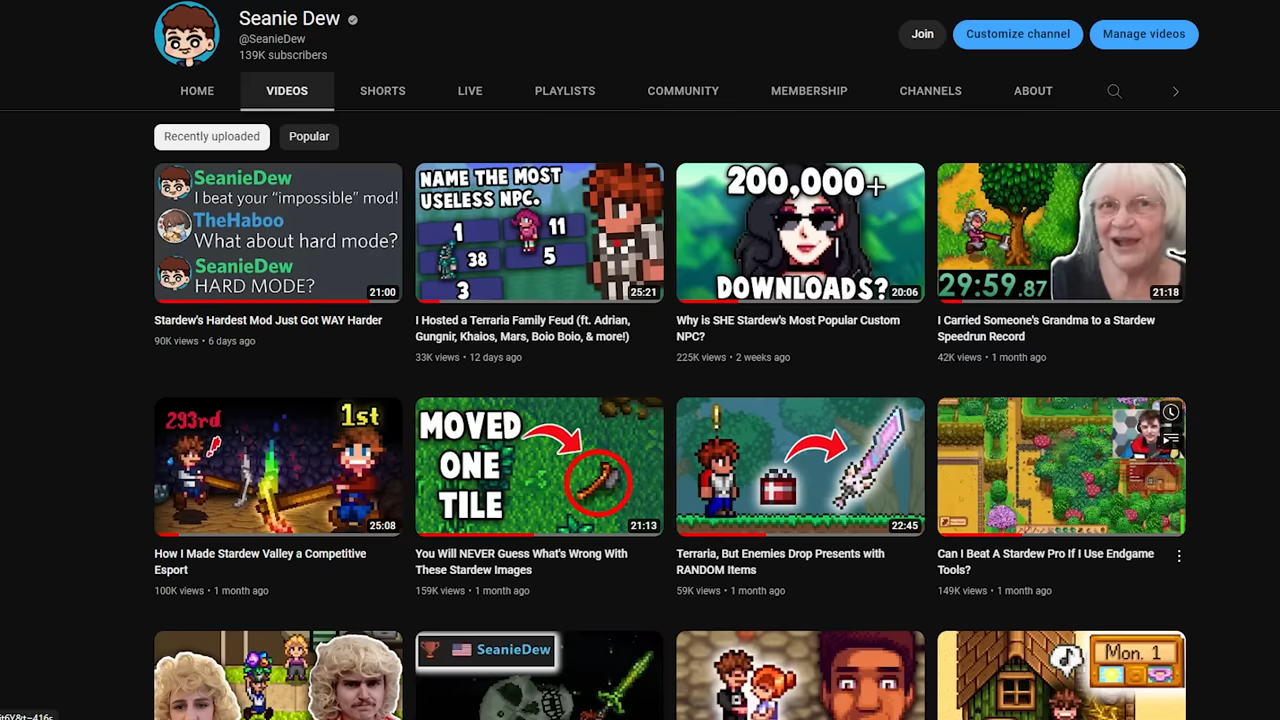 Seanie Dew
@SeanieDew
139K subscribers
Join
Customize channel
Manage videos
HOME
VIDEOS
SHORTS
LIVE
PLAYLISTS
COMMUNITY
MEMBERSHIP
CHANNELS
ABOUT
Recently uploaded
Popular
SeanieDew
I beat your “impossible” mod!
TheHaboo
What about hard mode?
SeanieDew
HARD MODE?
21:00
NAME THE MOST
USELESS NPC.
1
11
38
5
3
25:21
200,000+
DOWNLOADS?
20:06
29:59.87
21:18
Stardew's Hardest Mod Just Got WAY Harder
90K views • 6 days ago
I Hosted a Terraria Family Feud (ft. Adrian,
Gungnir, Khaios, Mars, Boio Boio, & more!)
33K views • 12 days ago
Why is SHE Stardew's Most Popular Custom
NPC?
225K views • 2 weeks ago
I Carried Someone's Grandma to a Stardew
Speedrun Record
42K views • 1 month ago
293rd
1st
25:08
MOVED
ONE
TILE
21:13
22:45
How I Made Stardew Valley a Competitive
Esport
100K views • 1 month ago
You Will NEVER Guess What's Wrong With
These Stardew Images
159K views • 1 month ago
Terraria, But Enemies Drop Presents with
RANDOM Items
59K views • 1 month ago
Can I Beat A Stardew Pro If I Use Endgame
Tools?
149K views • 1 month ago
SeanieDew
Mon. 1